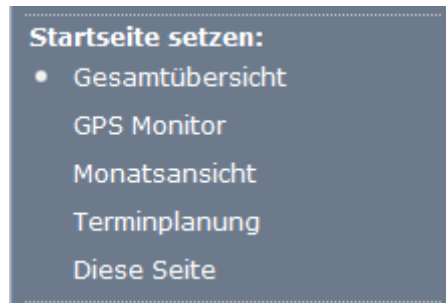 Startseite setzen:
• Gesamtübersicht
GPS Monitor
Monatsansicht
Terminplanung
Diese Seite